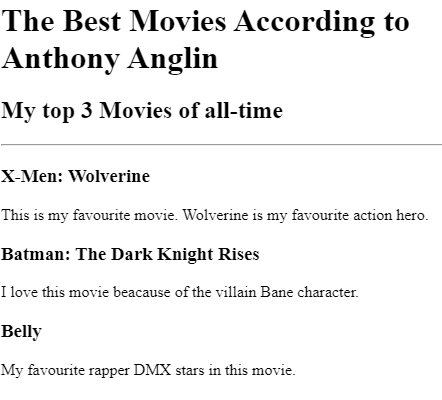 The Best Movies According to
Anthony Anglin
My top 3 Movies of all-time
X-Men: Wolverine
This is my favourite movie. Wolverine is my favourite action hero.
Batman: The Dark Knight Rises
I love this movie beacause of the villain Bane character.
Belly
My favourite rapper DMX stars in this movie.